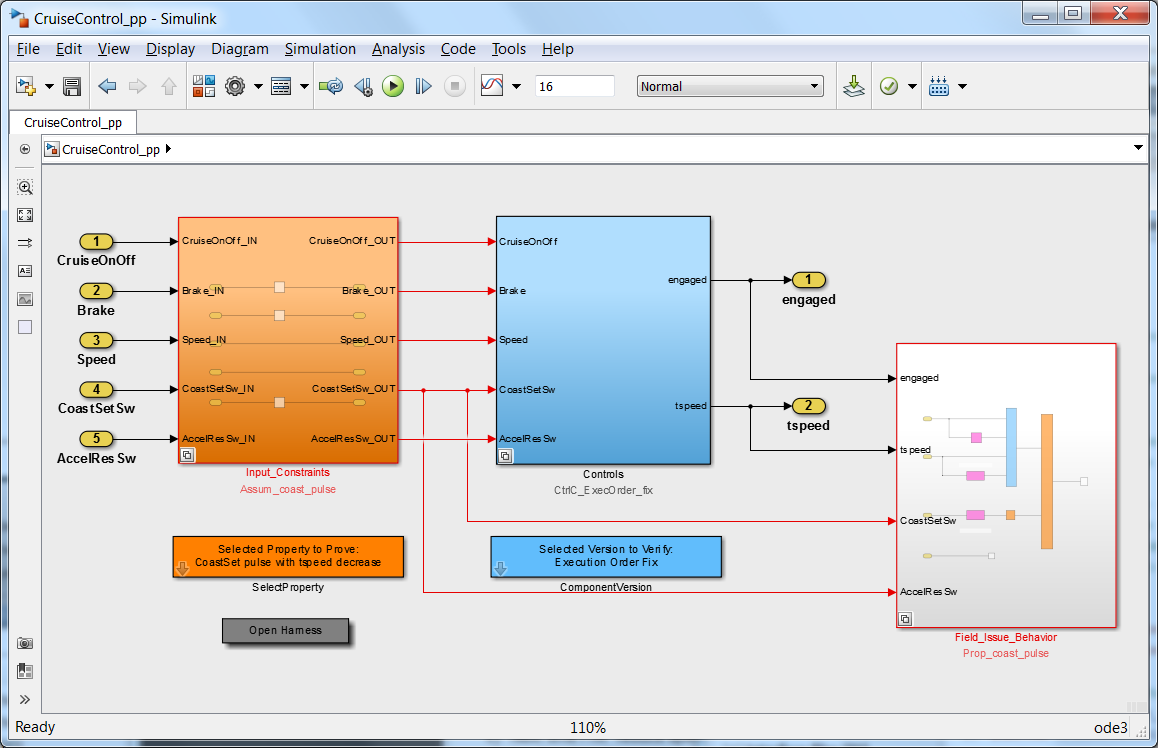 CruiseControl_pp - Simulink
File Edit View Display Diagram Simulation Analysis Code Tools Help
16
Normal
CruiseControl_pp
CruiseControl_pp
1
CruiseOnOff
2
Brake
3
Speed
4
CoastSetSw
5
AccelResSw
CruiseOnOff_IN CruiseOnOff_OUT
Brake_IN Brake_OUT
Speed_IN Speed_OUT
CoastSetSw_IN CoastSetSw_OUT
AccelResSw_IN AccelResSw_OUT
Input_Constraints
Assum_coast_pulse
CruiseOnOff
Brake
Speed
CoastSetSw
AccelResSw
engaged
tspeed
Controls
CtrlC_ExecOrder_fix
1
engaged
2
tspeed
engaged
tspeed
CoastSetSw
AccelResSw
Field_Issue_Behavior
Prop_coast_pulse
Selected Property to Prove:
CoastSet pulse with tspeed decrease
SelectProperty
Selected Version to Verify:
Execution Order Fix
ComponentVersion
Open Harness
Ready
110%
ode3